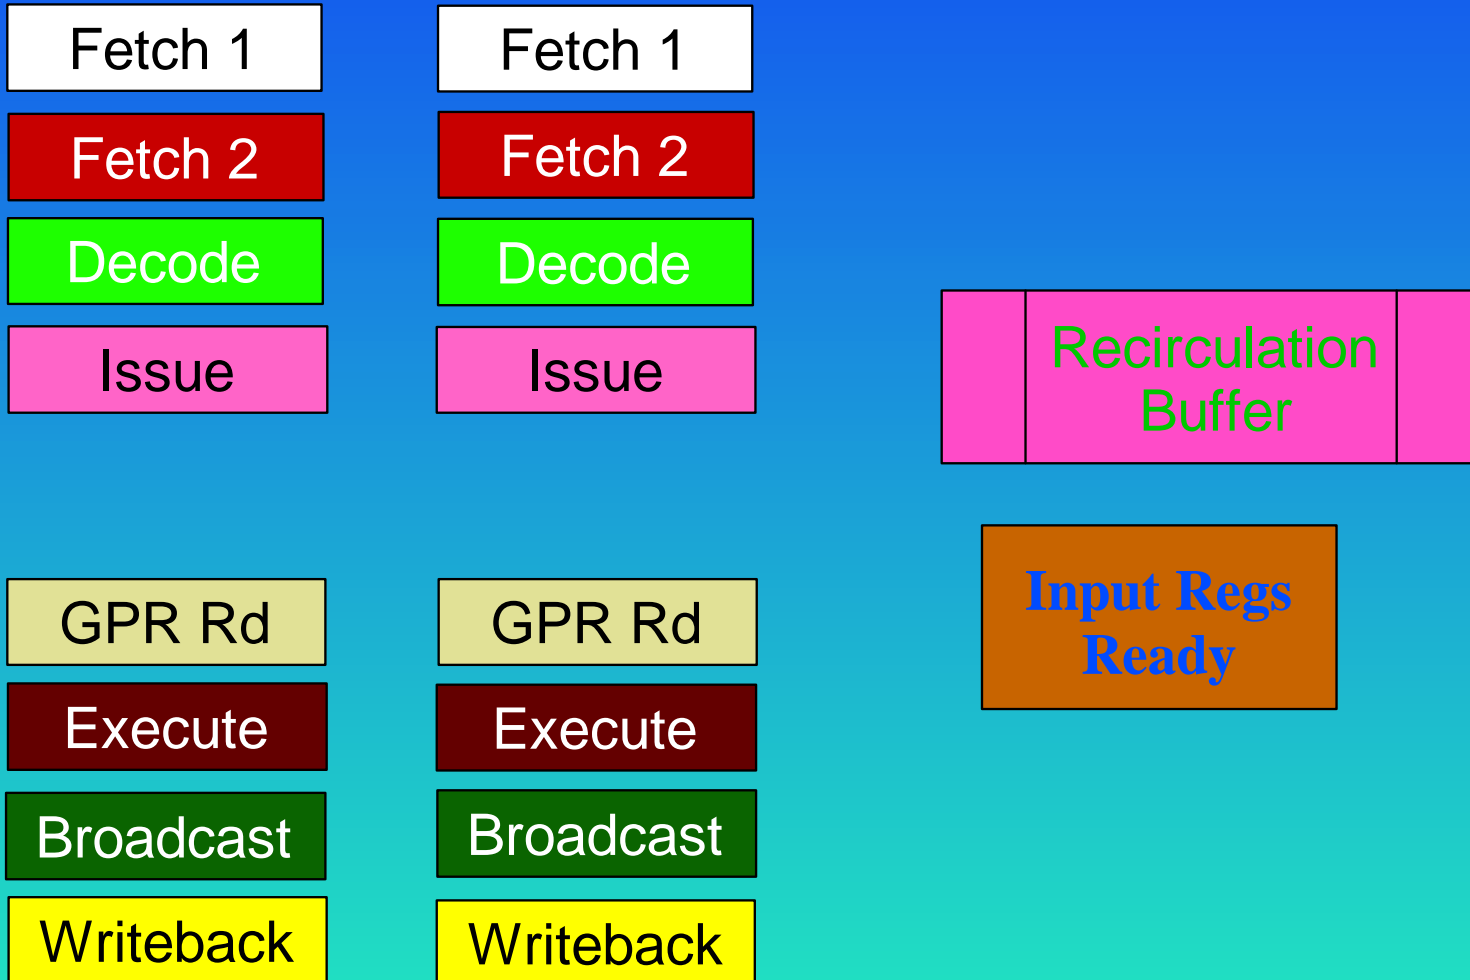 Fetch 1
Fetch 2
Decode
Issue
GPR Rd
Execute
Broadcast
Writeback
Fetch 1
Fetch 2
Decode
Issue
GPR Rd
Execute
Broadcast
Writeback
Recirculation
Buffer
Input Regs
Ready